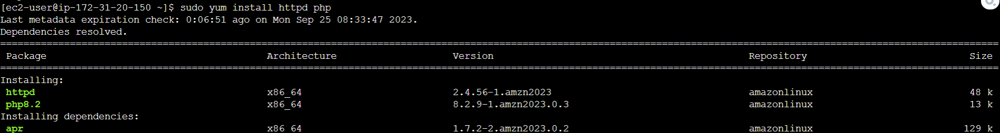 [ec2-user@ip-172-31-20-150 ~]$ sudo yum install httpd php
Last metadata expiration check: 0:06:51 ago on Mon Sep 25 08:33:47 2023.
Dependencies resolved.
Package Architecture Version Repository Size
Installing:
httpd x86_64 2.4.56-1.amzn2023 amazonlinux 48 k
php8.2 x86_64 8.2.9-1.amzn2023.0.3 amazonlinux 13 k
Installing dependencies:
apr x86_64 1.7.2-2.amzn2023.0.2 amazonlinux 129 k